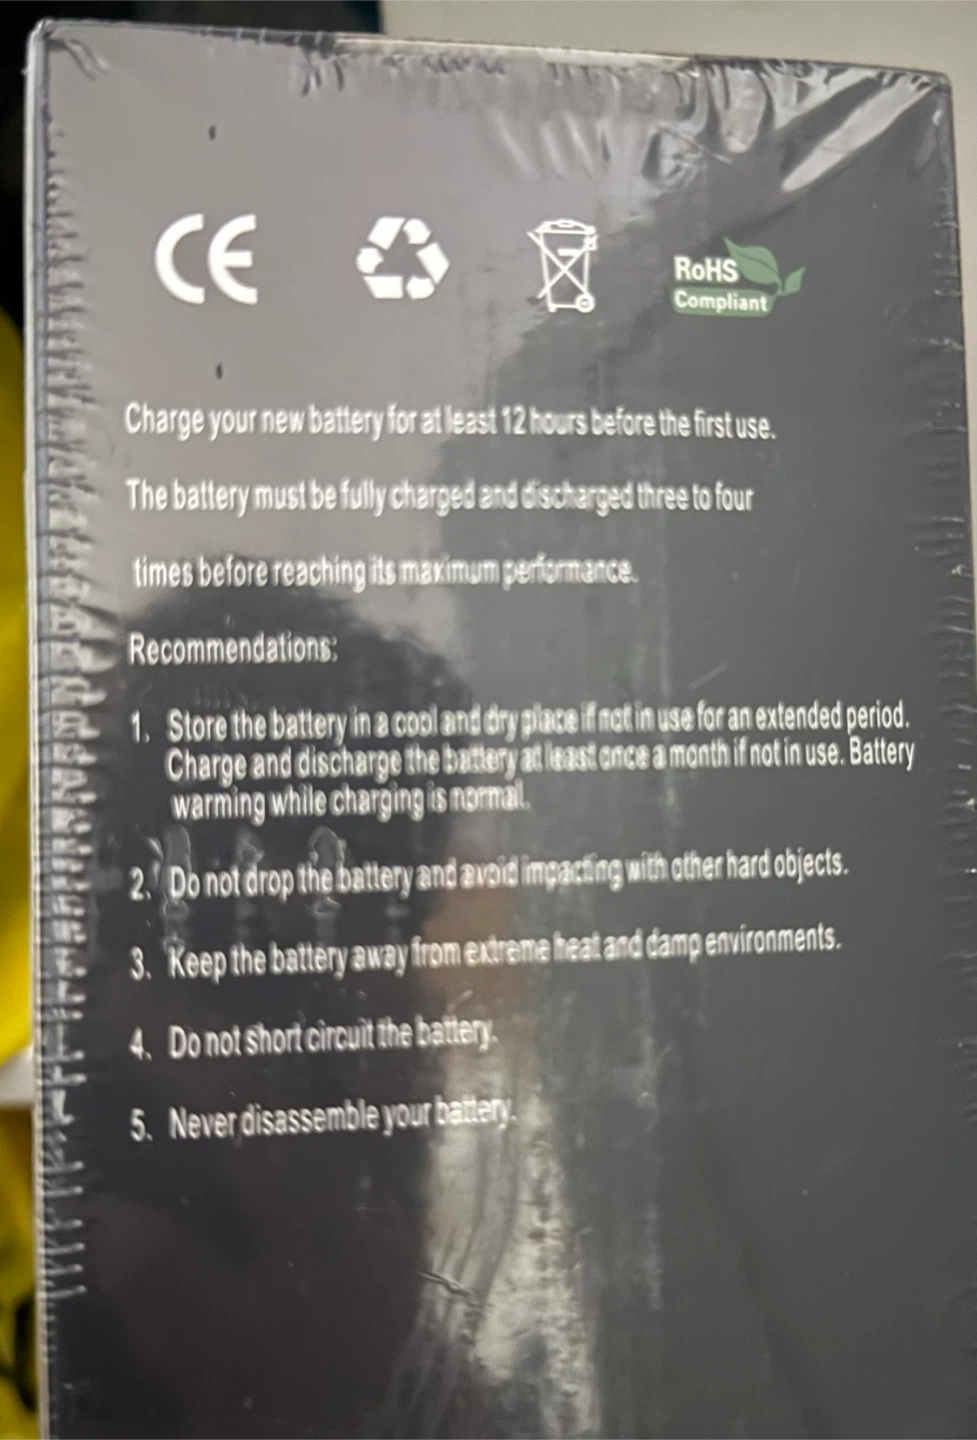 CE
RoHS
Compliant
Charge your new battery for at least 12 hours before the first use.
The battery must be fully charged and discharged three to four
times before reaching its maximum performance.
Recommendations:
1. Store the battery in a cool and dry place if not in use for an extended period.
Charge and discharge the battery at least once a month if not in use. Battery
warming while charging is normal.
2. Do not drop the battery and avoid impacting with other hard objects.
3. Keep the battery away from extreme heat and damp environments.
4. Do not short circuit the battery.
5. Never disassemble your battery.